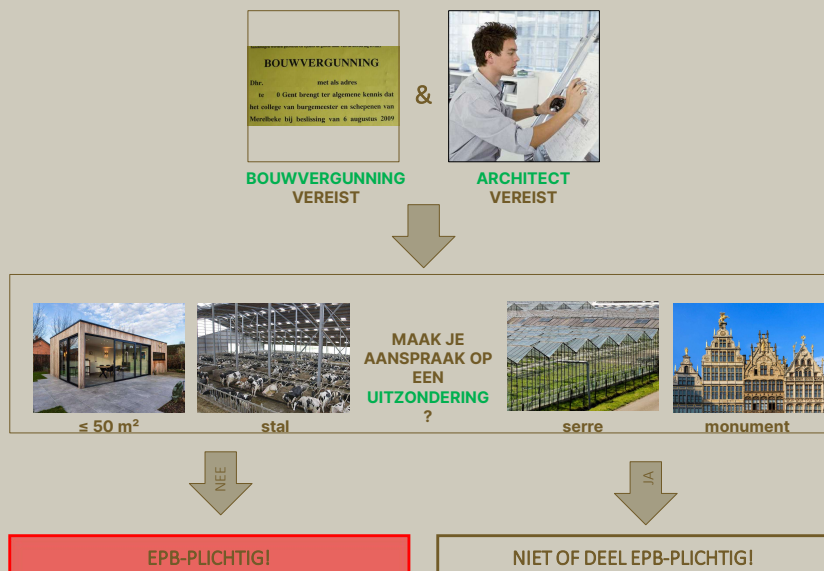 BOUWVERGUNNING
Dhr. met als adres
te 0 Gent brengt ter algemene kennis dat
het college van burgemeester en schepenen van
Merelbeke bij beslissing van 6 augustus 2009
&
BOUWVERGUNNING
VEREIST
ARCHITECT
VEREIST
MAAK JE
AANSPRAAK OP
EEN
UITZONDERING
?
≤ 50 m²
stal
serre
monument
NEE
JA
EPB-PLICHTIG!
NIET OF DEEL EPB-PLICHTIG!